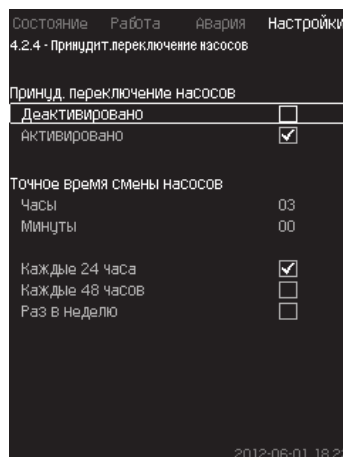 Состояние Работа Авария Настройки
4.2.4 - Принудит.переключение насосов
Принуд. переключение насосов
Деактивировано
Активировано
Точное время смены насосов
Часы 03
Минуты 00
Каждые 24 часа
Каждые 48 часов
Раз в неделю
2012-06-01 18:2